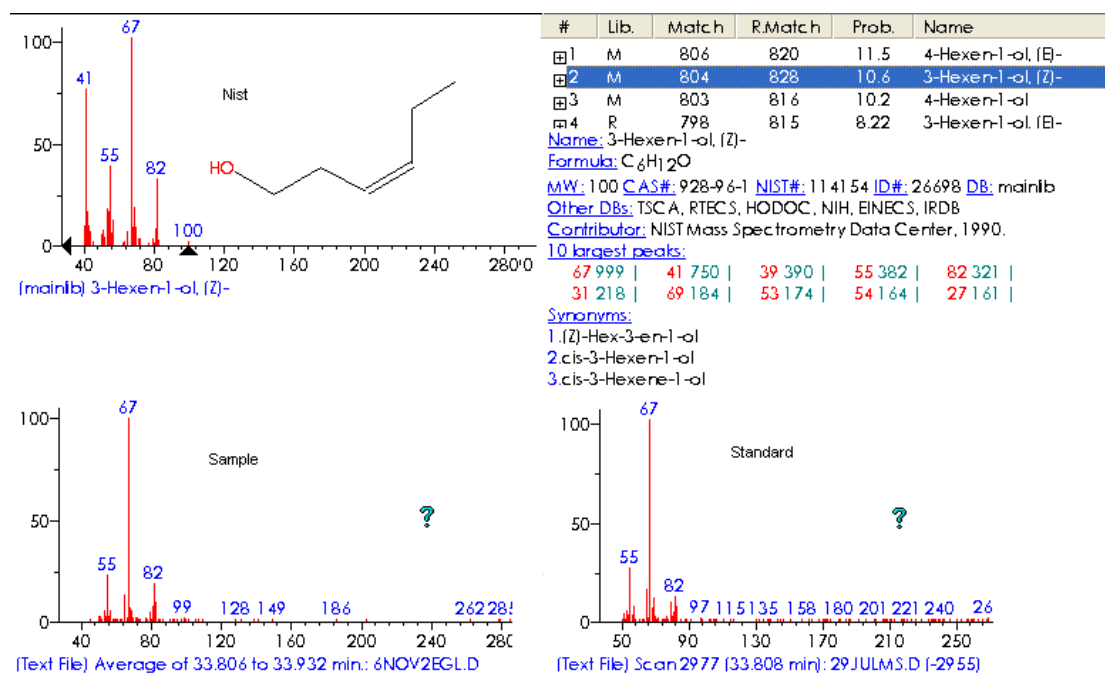 100
67
41
Nist
HO
50
55
82
100
0
40 80 120 160 200 240 280
(mainlib) 3-Hexen-1-ol, (Z)-
# Lib. Match R.Match Prob. Name
1 M 806 820 11.5 4-Hexen-1-ol, (E)-
2 M 804 828 10.6 3-Hexen-1-ol, (Z)-
3 M 803 816 10.2 4-Hexen-1-ol
4 R 798 815 8.22 3-Hexen-1-ol, (E)-
Name: 3-Hexen-1-ol, (Z)-
Formula: C6H12O
MW: 100 CAS#: 928-96-1 NIST#: 114154 ID#: 26698 DB: mainlib
Other DBs: TSCA, RTECS, HODOC, NIH, EINECS, IRDB
Contributor: NIST Mass Spectrometry Data Center, 1990.
10 largest peaks:
67 999 | 41 750 | 39 390 | 55 382 | 82 321 |
31 218 | 69 184 | 53 174 | 54 164 | 27 161 |
Synonyms:
1.(Z)-Hex-3-en-1-ol
2.cis-3-Hexen-1-ol
3.cis-3-Hexene-1-ol
100
67
Sample
?
50
55
82
99 128 149 186 262 285
0
40 80 120 160 200 240 280
(Text File) Average of 33.806 to 33.932 min.: 6NOV2EGL.D
100
67
Standard
?
50
55
82
97 115 135 158 180 201 221 240 26
0
50 90 130 170 210 250
(Text File) Scan 2977 (33.808 min): 29JULMS.D (-2955)